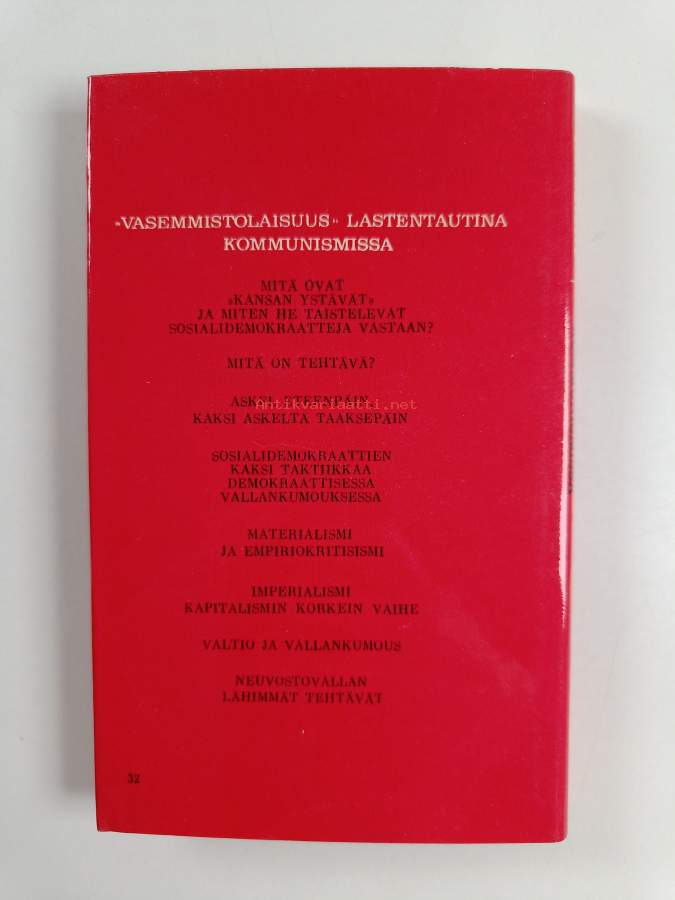 «VASEMMISTOLAISUUS» LASTENTAUTINA
KOMMUNISMISSA
MITÄ OVAT
»KANSAN YSTÄVÄT»
JA MITEN HE TAISTELEVAT
SOSIALIDEMOKRAATTEJA VASTAAN?
MITÄ ON TEHTÄVÄ?
ASKEL ETEENPÄIN
Antikvariaatti.net
KAKSI ASKELTA TAAKSEPÄIN
SOSIALIDEMOKRAATTIEN
KAKSI TAKTIIKKAA
DEMOKRAATTISESSA
VALLANKUMOUKSESSA
MATERIALISMI
JA EMPIRIOKRITISISMI
IMPERIALISMI
KAPITALISMIN KORKEIN VAIHE
VALTIO JA VALLANKUMOUS
NEUVOSTOVALLAN
LÄHIMMÄT TEHTÄVÄT
32